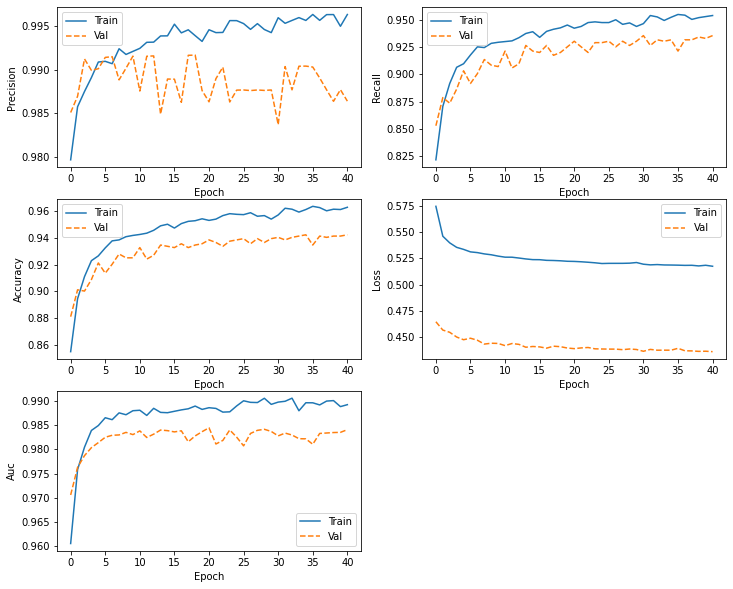 Precision
0.995
0.990
0.985
0.980
Train
Val
0 5 10 15 20 25 30 35 40
Epoch
Recall
0.950
0.925
0.900
0.875
0.850
0.825
Train
Val
0 5 10 15 20 25 30 35 40
Epoch
Accuracy
0.96
0.94
0.92
0.90
0.88
0.86
Train
Val
0 5 10 15 20 25 30 35 40
Epoch
Loss
0.575
0.550
0.525
0.500
0.475
0.450
Train
Val
0 5 10 15 20 25 30 35 40
Epoch
Auc
0.990
0.985
0.980
0.975
0.970
0.965
0.960
Train
Val
0 5 10 15 20 25 30 35 40
Epoch